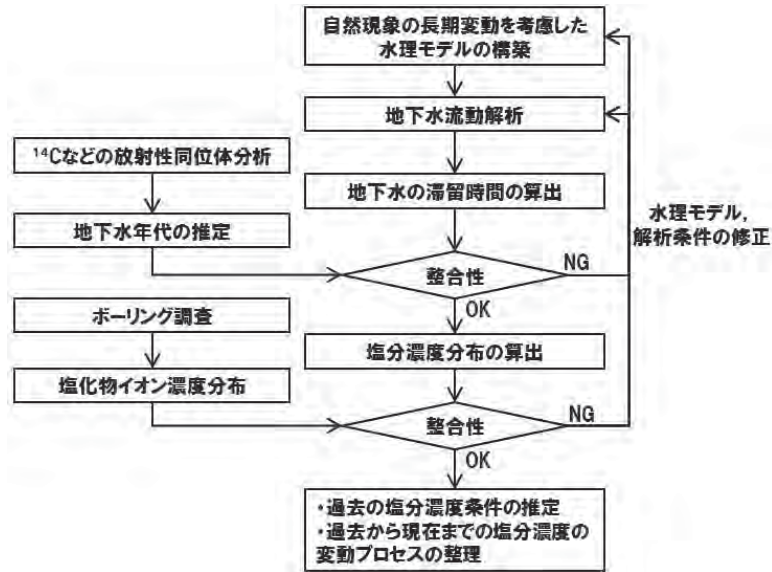 自然現象の長期変動を考慮した
水理モデルの構築
地下水流動解析
¹⁴Cなどの放射性同位体分析
地下水の滞留時間の算出
地下水年代の推定
水理モデル,
解析条件の修正
整合性
NG
OK
ボーリング調査
塩分濃度分布の算出
塩化物イオン濃度分布
整合性
NG
OK
・過去の塩分濃度条件の推定
・過去から現在までの塩分濃度の
変動プロセスの整理